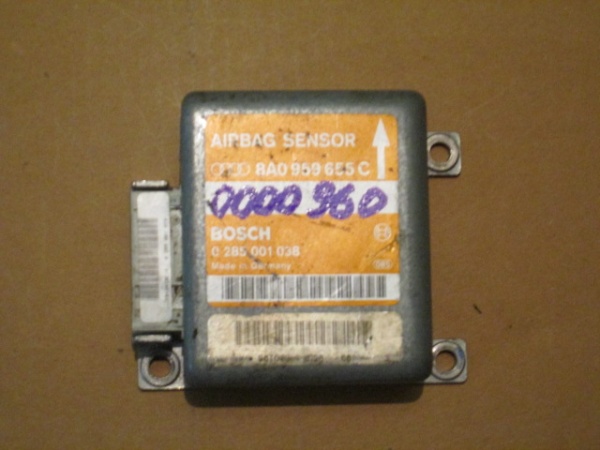 AIRBAG SENSOR
8A0 959 655 C
0000 960
BOSCH
0 285 001 038
Made in Germany